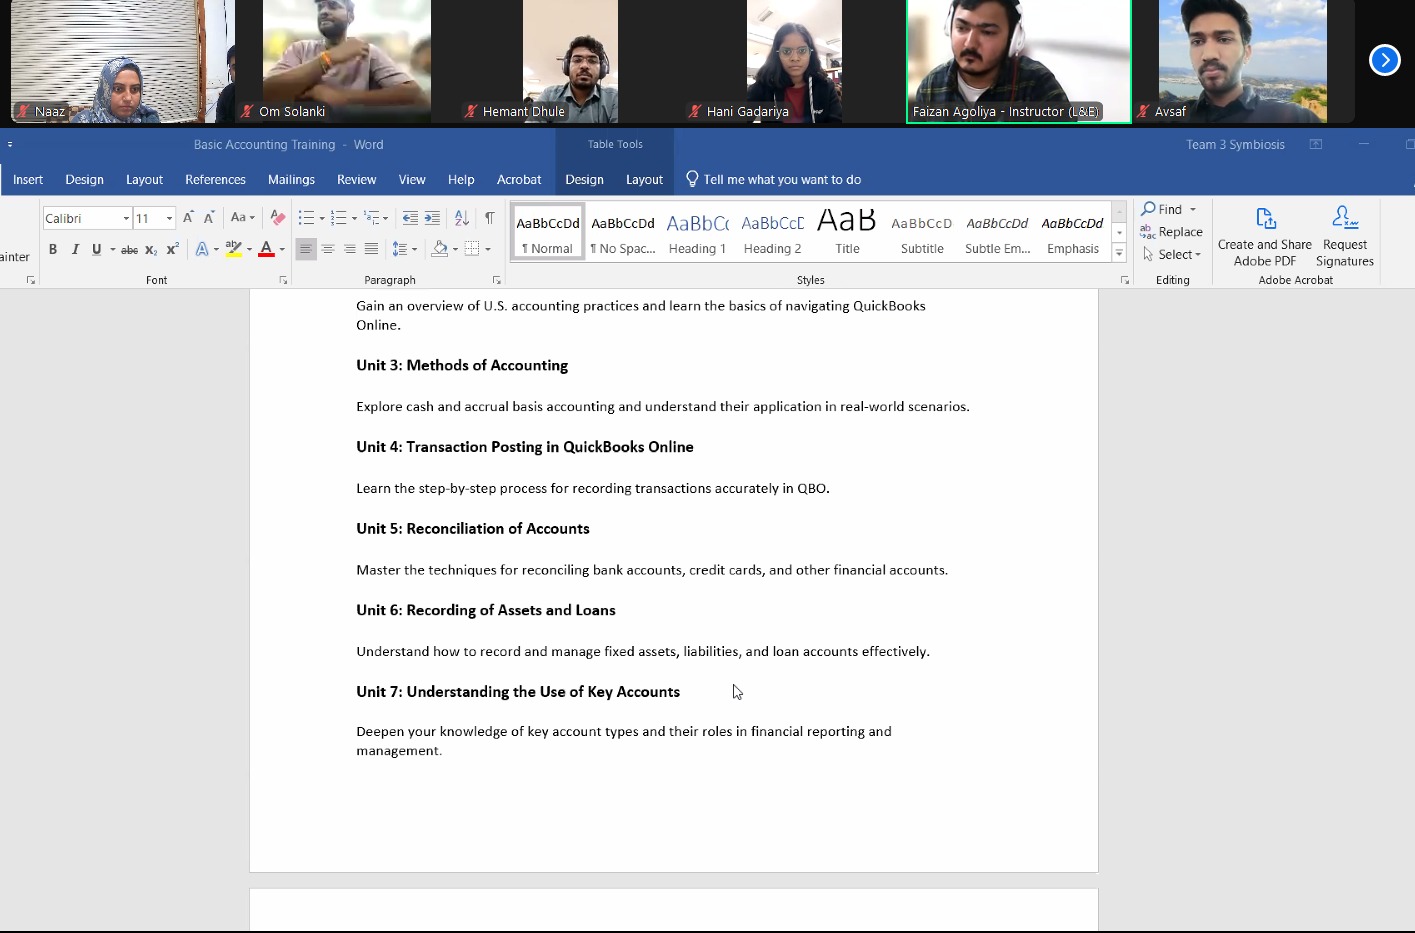 Naaz
Om Solanki
Hemant Dhule
Hani Gadariya
Faizan Agoliya - Instructor (L&E)
Avsaf
Basic Accounting Training - Word
Table Tools
Team 3 Symbiosis
Insert Design Layout References Mailings Review View Help Acrobat Design Layout Tell me what you want to do
Calibri 11 Aa
ainter
B I U abc X₂ X² A ab A
Font
Paragraph
AaBbCcDd AaBbCcDd AaBbC( AaBbCcE AaB AaBbCcD AaBbCcDd AaBbCcDd
¶ Normal ¶ No Spac... Heading 1 Heading 2 Title Subtitle Subtle Em... Emphasis
Styles
Find
Replace
Select
Editing
Create and Share
Adobe PDF
Request
Signatures
Adobe Acrobat
Gain an overview of U.S. accounting practices and learn the basics of navigating QuickBooks
Online.
Unit 3: Methods of Accounting
Explore cash and accrual basis accounting and understand their application in real-world scenarios.
Unit 4: Transaction Posting in QuickBooks Online
Learn the step-by-step process for recording transactions accurately in QBO.
Unit 5: Reconciliation of Accounts
Master the techniques for reconciling bank accounts, credit cards, and other financial accounts.
Unit 6: Recording of Assets and Loans
Understand how to record and manage fixed assets, liabilities, and loan accounts effectively.
Unit 7: Understanding the Use of Key Accounts
Deepen your knowledge of key account types and their roles in financial reporting and
management.